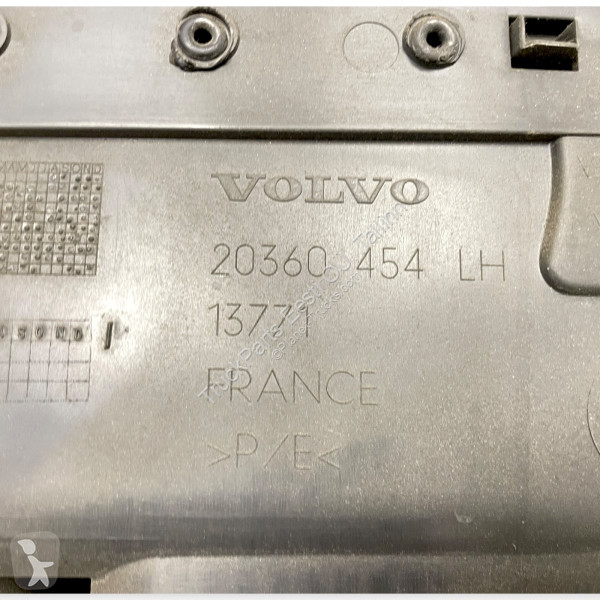 VOLVO
20360 454 LH
13771
FRANCE
>P/E<